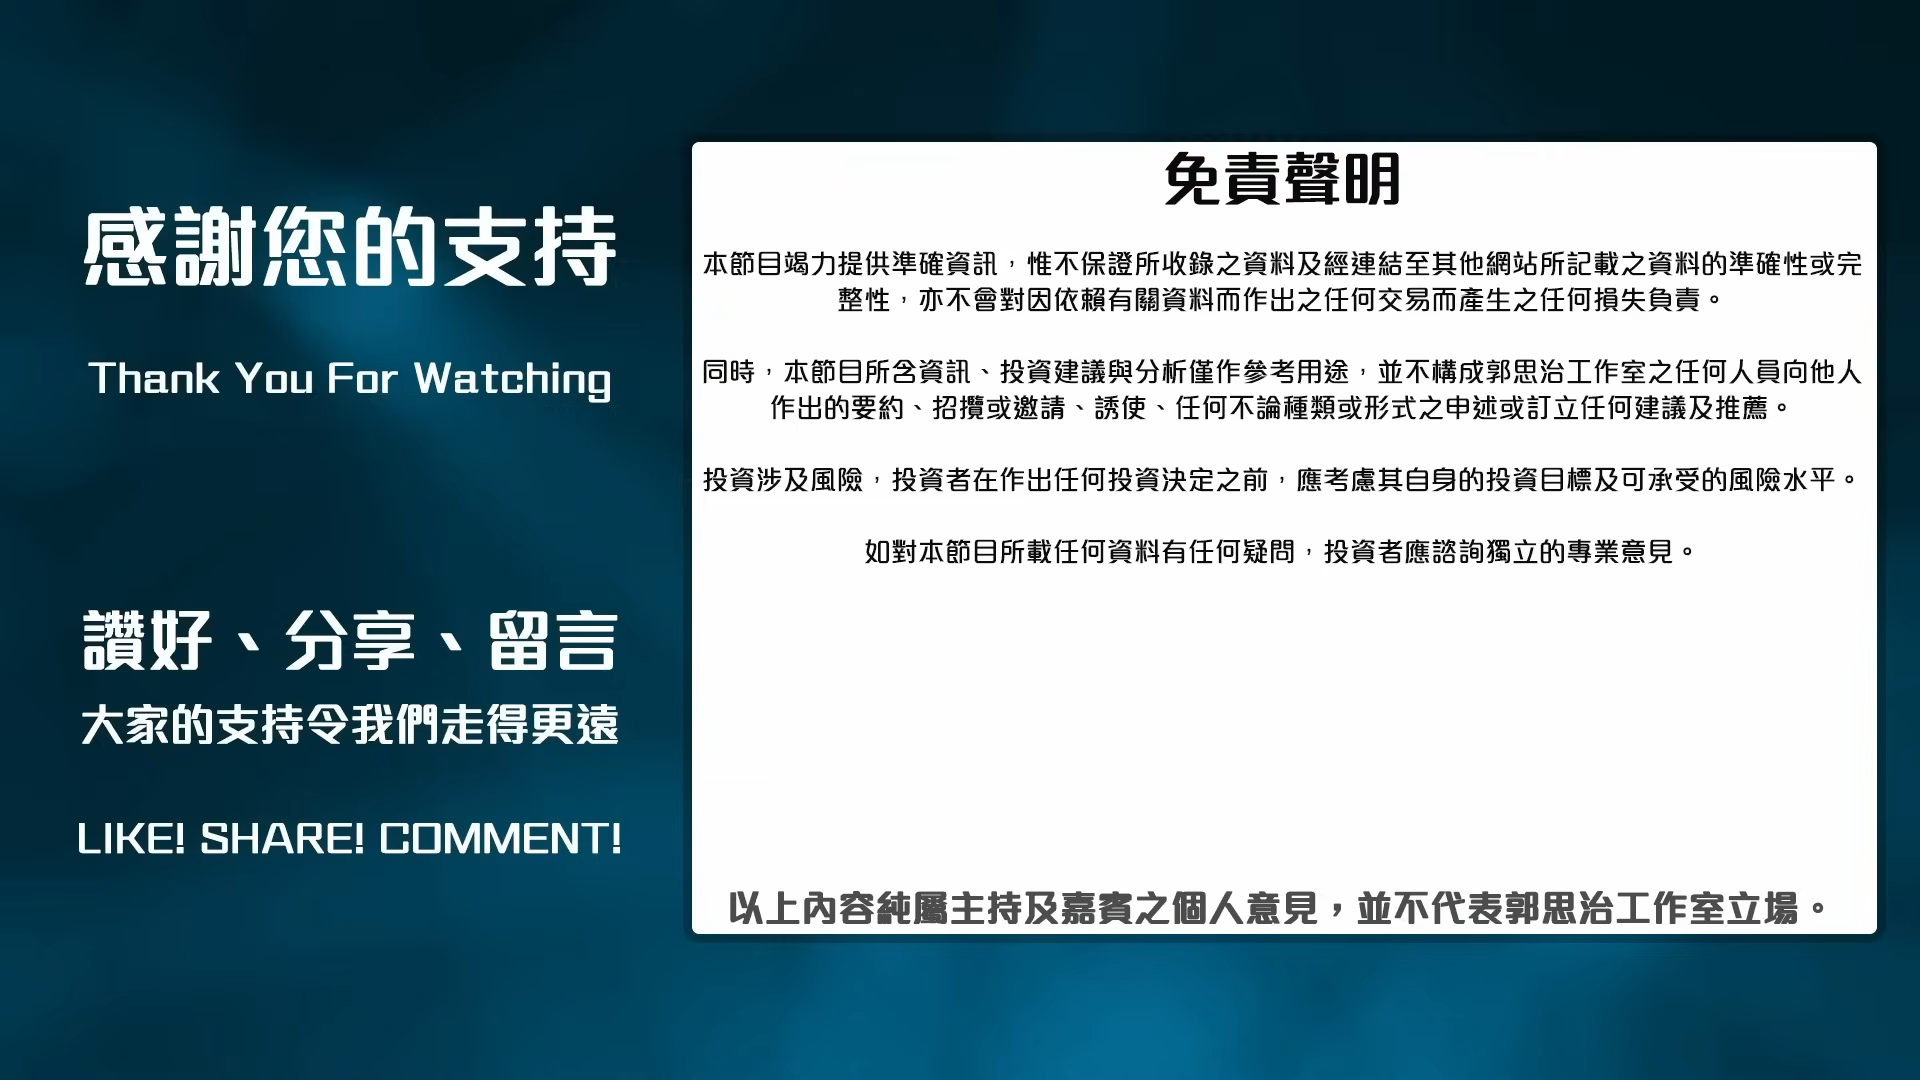 感謝您的支持
Thank You For Watching
讚好、分享、留言
大家的支持令我們走得更遠
LIKE! SHARE! COMMENT!
免責聲明
本節目竭力提供準確資訊，惟不保證所收錄之資料及經連結至其他網站所記載之資料的準確性或完
整性，亦不會對因依賴有關資料而作出之任何交易而產生之任何損失負責。
同時，本節目所含資訊、投資建議與分析僅作參考用途，並不構成郭思治工作室之任何人員向他人
作出的要約、招攬或邀請、誘使、任何不論種類或形式之申述或訂立任何建議及推薦。
投資涉及風險，投資者在作出任何投資決定之前，應考慮其自身的投資目標及可承受的風險水平。
如對本節目所載任何資料有任何疑問，投資者應諮詢獨立的專業意見。
以上內容純屬主持及嘉賓之個人意見，並不代表郭思治工作室立場。